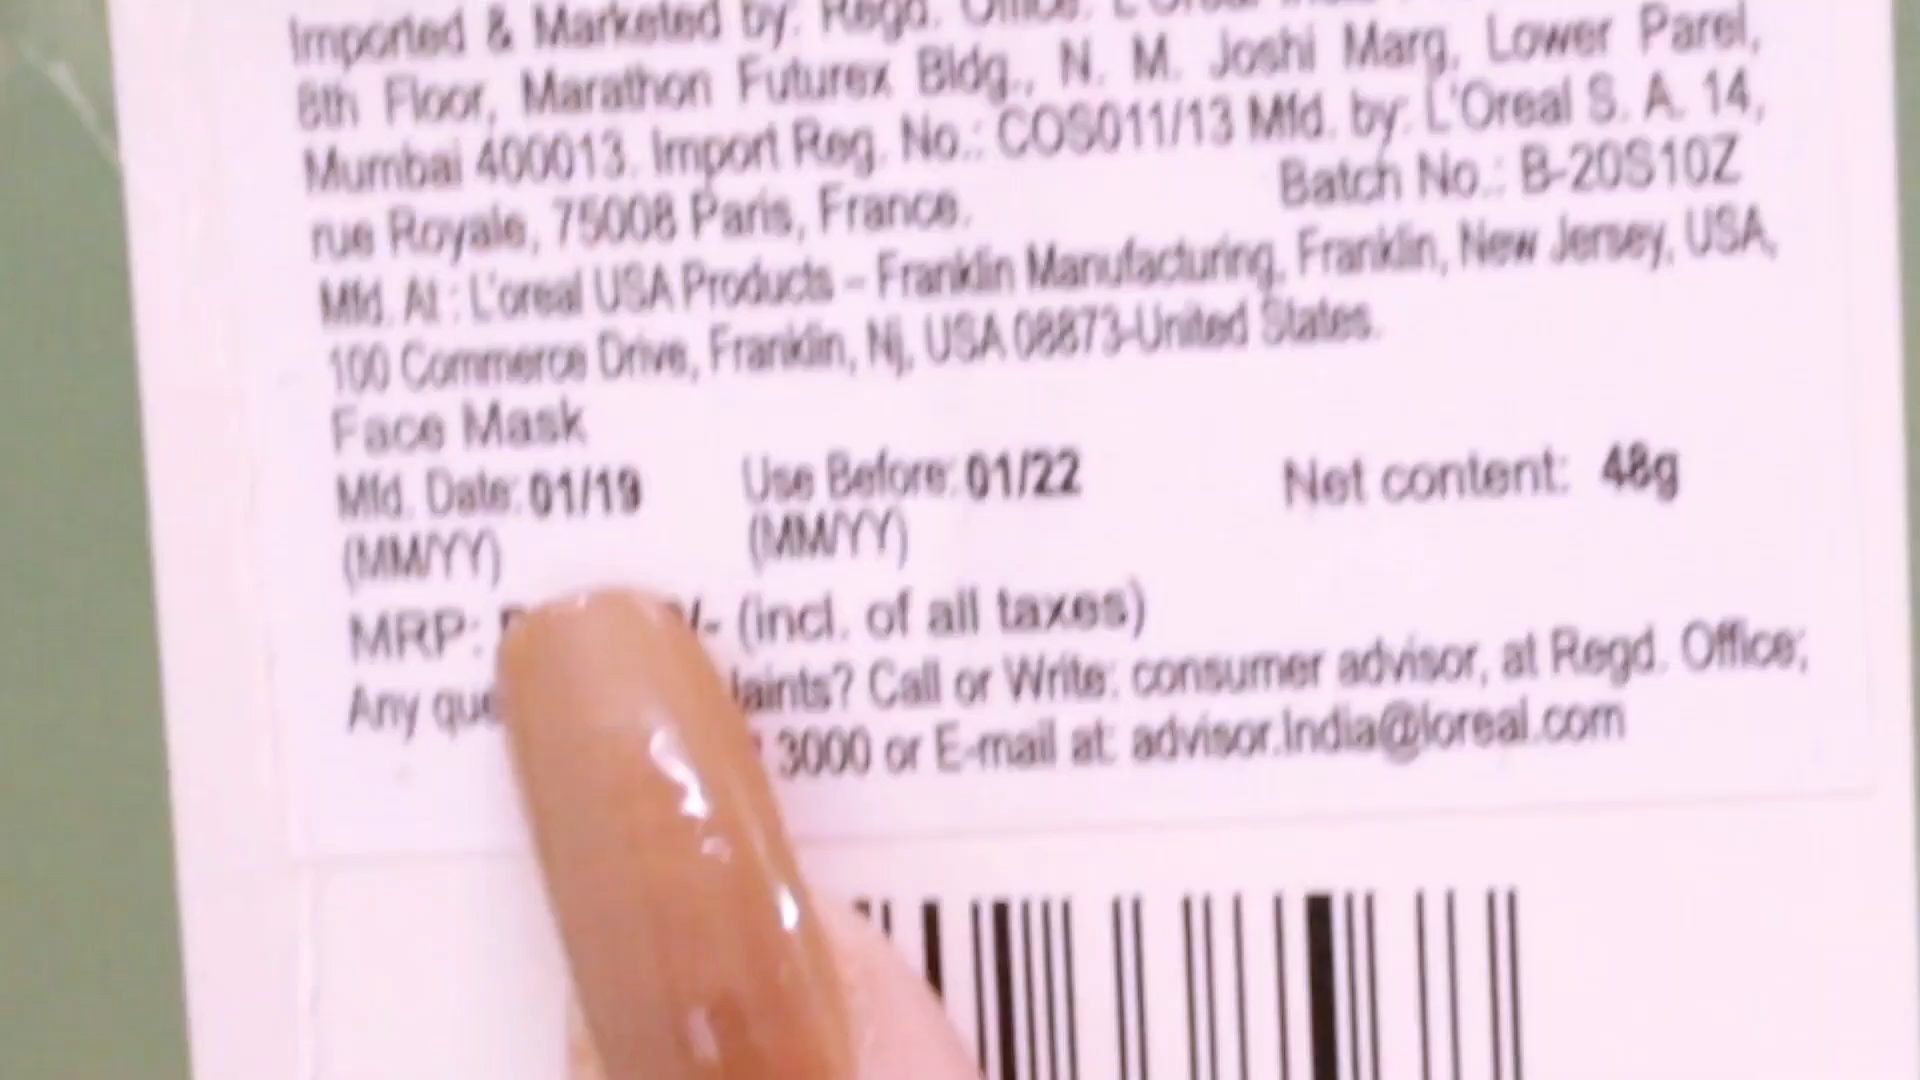 Imported & Marketed by: Regd. Office: L'Oreal
8th Floor, Marathon Futurex Bldg., N. M. Joshi Marg, Lower Parel,
Mumbai 400013. Import Reg. No.: COS011/13 Mfd. by: L'Oreal S. A. 14,
rue Royale, 75008 Paris, France. Batch No.: B-20S10Z
Mfd. At : L'oreal USA Products – Franklin Manufacturing, Franklin, New Jersey, USA,
100 Commerce Drive, Franklin, Nj, USA 08873-United States.
Face Mask
Mfd. Date: 01/19 Use Before: 01/22 Net content: 48g
(MM/YY) (MM/YY)
MRP: /- (incl. of all taxes)
Any Call or Write: consumer advisor, at Regd. Office;
3000 or E-mail at: advisor.India@loreal.com